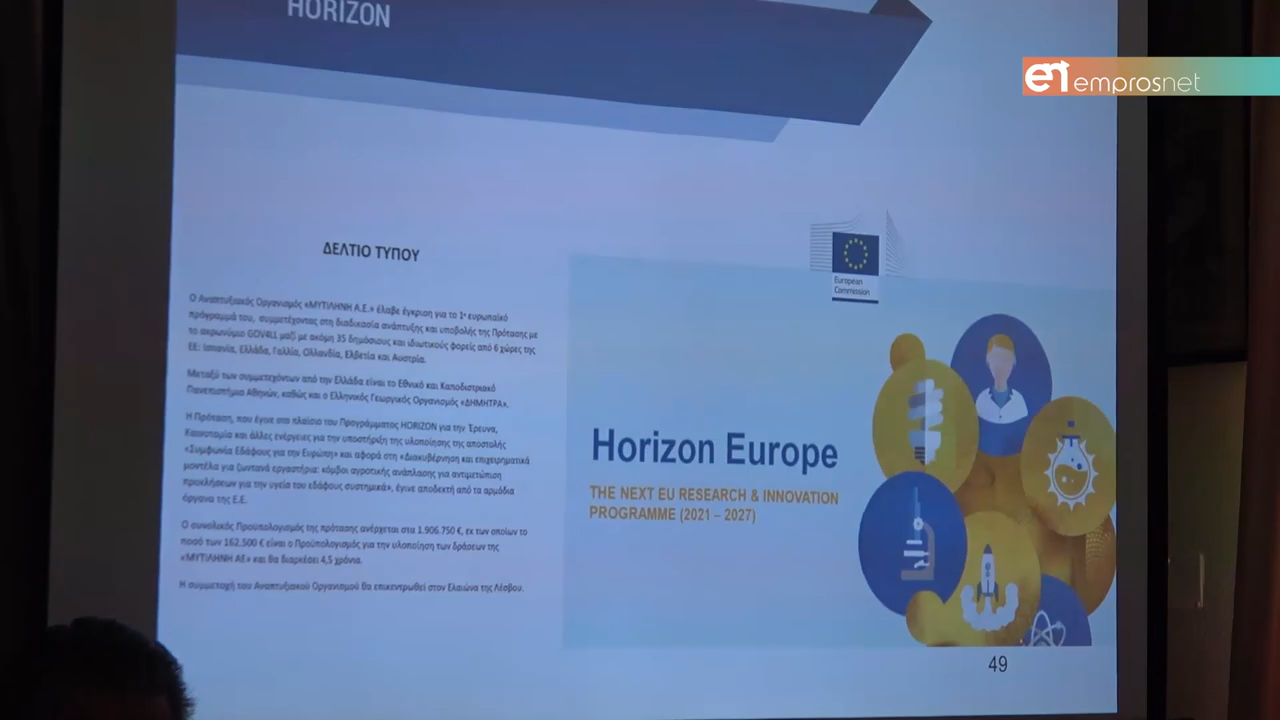 HORIZON
emprosnet
ΔΕΛΤΙΟ ΤΥΠΟΥ
Ο Αναπτυξιακός Οργανισμός «ΜΥΤΙΛΗΝΗ Α.Ε.» έλαβε έγκριση για το 1ο ευρωπαϊκό
πρόγραμμά του, συμμετέχοντας στη διαδικασία ανάπτυξης και υποβολής της Πρότασης με
το ακρωνύμιο GOV4LL μαζί με ακόμη 35 δημόσιους και ιδιωτικούς φορείς από 6 χώρες της
ΕΕ: Ισπανία, Ελλάδα, Γαλλία, Ολλανδία, Ελβετία και Αυστρία.
Μεταξύ των συμμετεχόντων από την Ελλάδα είναι το Εθνικό και Καποδιστριακό
Πανεπιστήμιο Αθηνών, καθώς και ο Ελληνικός Γεωργικός Οργανισμός «ΔΗΜΗΤΡΑ».
Η Πρόταση, που έγινε στο πλαίσιο του Προγράμματος HORIZON για την Έρευνα,
Καινοτομία και άλλες ενέργειες για την υποστήριξη της υλοποίησης της αποστολής
«Συμφωνία Εδάφους για την Ευρώπη» και αφορά στη «Διακυβέρνηση και επιχειρηματικά
μοντέλα για ζωντανά εργαστήρια: κόμβοι αγροτικής ανάπλασης για αντιμετώπιση
προκλήσεων για την υγεία του εδάφους συστημικά», έγινε αποδεκτή από τα αρμόδια
όργανα της Ε.Ε.
Ο συνολικός Προϋπολογισμός της πρότασης ανέρχεται στα 1.906.750 €, εκ των οποίων το
ποσό των 162.500 € είναι ο Προϋπολογισμός για την υλοποίηση των δράσεων της
«ΜΥΤΙΛΗΝΗ ΑΕ» και θα διαρκέσει 4,5 χρόνια.
Η συμμετοχή του Αναπτυξιακού Οργανισμού θα επικεντρωθεί στον Ελαιώνα της Λέσβου.
European
Commission
Horizon Europe
THE NEXT EU RESEARCH & INNOVATION
PROGRAMME (2021 – 2027)
49